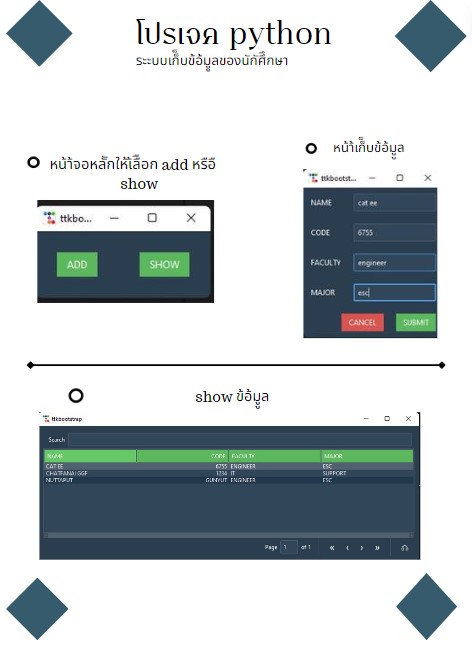 โปรเจค python
ระะบบเก็็บข้อ้มููลของนักัศึึกษา
หน้า้จอหลั็กให้เ้ลืือก add หรือื
show
หน้า้เก็็บข้อ้มููล
ttkbo...
ADD SHOW
ttkbootst...
NAME cat ee
CODE 6755
FACULTY engineer
MAJOR esc
CANCEL SUBMIT
show ข้อ้มููล
ttkbootstrap
Search
NAME CODE FACULTY MAJOR
CAT EE 6755 ENGINEER ESC
CHATPANAI GGF 1234 IT SUPPORT
NUTTAPUT GUNYUT ENGINEER ESC
Page 1 of 1 « ‹ › »